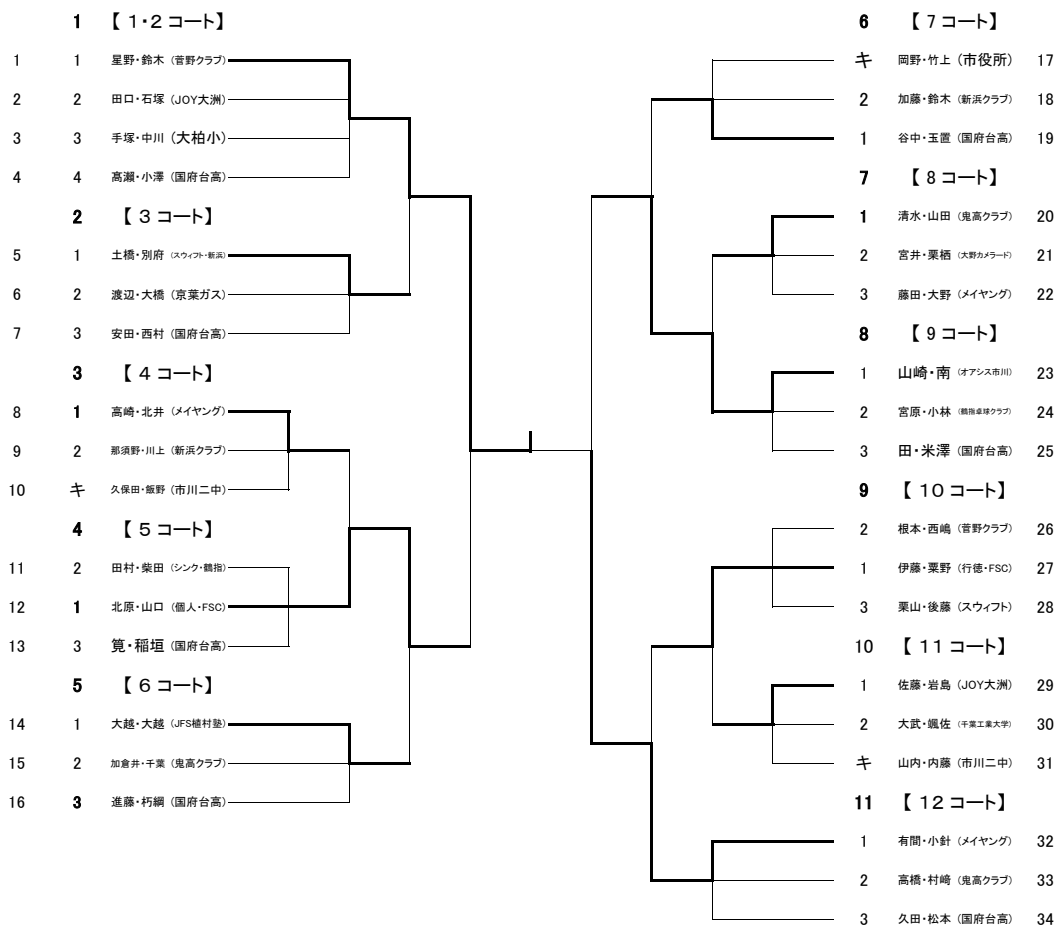 1 【 1・2 コート】
1 1 星野・鈴木 (菅野クラブ)
2 2 田口・石塚 (JOY大洲)
3 3 手塚・中川 (大柏小)
4 4 髙瀬・小澤 (国府台高)
2 【 3 コート】
5 1 土橋・別府 (スウィフト・新浜)
6 2 渡辺・大橋 (京葉ガス)
7 3 安田・西村 (国府台高)
3 【 4 コート】
8 1 高崎・北井 (メイヤング)
9 2 那須野・川上 (新浜クラブ)
10 キ 久保田・飯野 (市川二中)
4 【 5 コート】
11 2 田村・柴田 (シンク・鶴指)
12 1 北原・山口 (個人・FSC)
13 3 筧・稲垣 (国府台高)
5 【 6 コート】
14 1 大越・大越 (JFS植村塾)
15 2 加倉井・千葉 (鬼高クラブ)
16 3 進藤・朽綱 (国府台高)
6 【 7 コート】
キ 岡野・竹上 (市役所) 17
2 加藤・鈴木 (新浜クラブ) 18
1 谷中・玉置 (国府台高) 19
7 【 8 コート】
1 清水・山田 (鬼高クラブ) 20
2 宮井・栗栖 (大野カメラード) 21
3 藤田・大野 (メイヤング) 22
8 【 9 コート】
1 山崎・南 (オアシス市川) 23
2 宮原・小林 (鶴指卓球クラブ) 24
3 田・米澤 (国府台高) 25
9 【 10 コート】
2 根本・西嶋 (菅野クラブ) 26
1 伊藤・粟野 (行徳・FSC) 27
3 栗山・後藤 (スウィフト) 28
10 【 11 コート】
1 佐藤・岩島 (JOY大洲) 29
2 大武・颯佐 (千葉工業大学) 30
キ 山内・内藤 (市川二中) 31
11 【 12 コート】
1 有間・小針 (メイヤング) 32
2 高橋・村﨑 (鬼高クラブ) 33
3 久田・松本 (国府台高) 34